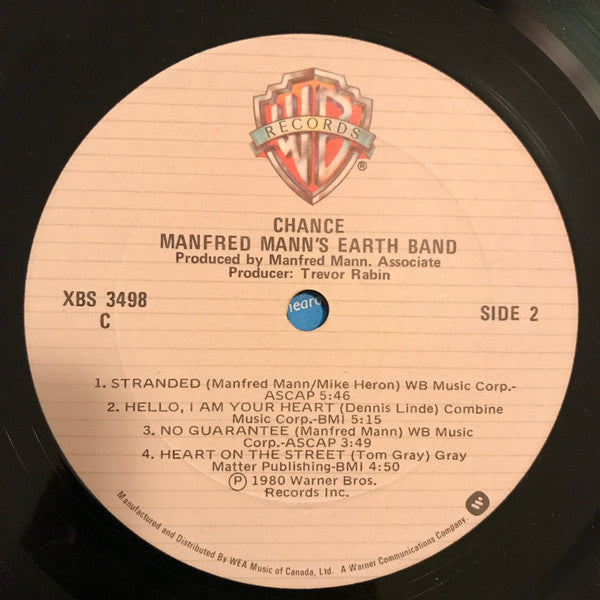 WB
RECORDS
®
CHANCE
MANFRED MANN'S EARTH BAND
Produced by Manfred Mann. Associate
Producer: Trevor Rabin
XBS 3498
C
SIDE 2
1. STRANDED (Manfred Mann/Mike Heron) WB Music Corp.-
ASCAP 5:46
2. HELLO, I AM YOUR HEART (Dennis Linde) Combine
Music Corp.-BMI 5:15
3. NO GUARANTEE (Manfred Mann) WB Music
Corp.-ASCAP 3:49
4. HEART ON THE STREET (Tom Gray) Gray
Matter Publishing-BMI 4:50
Ⓟ 1980 Warner Bros.
Records Inc.
Manufactured and Distributed By WEA Music of Canada, Ltd. A Warner Communications Company.